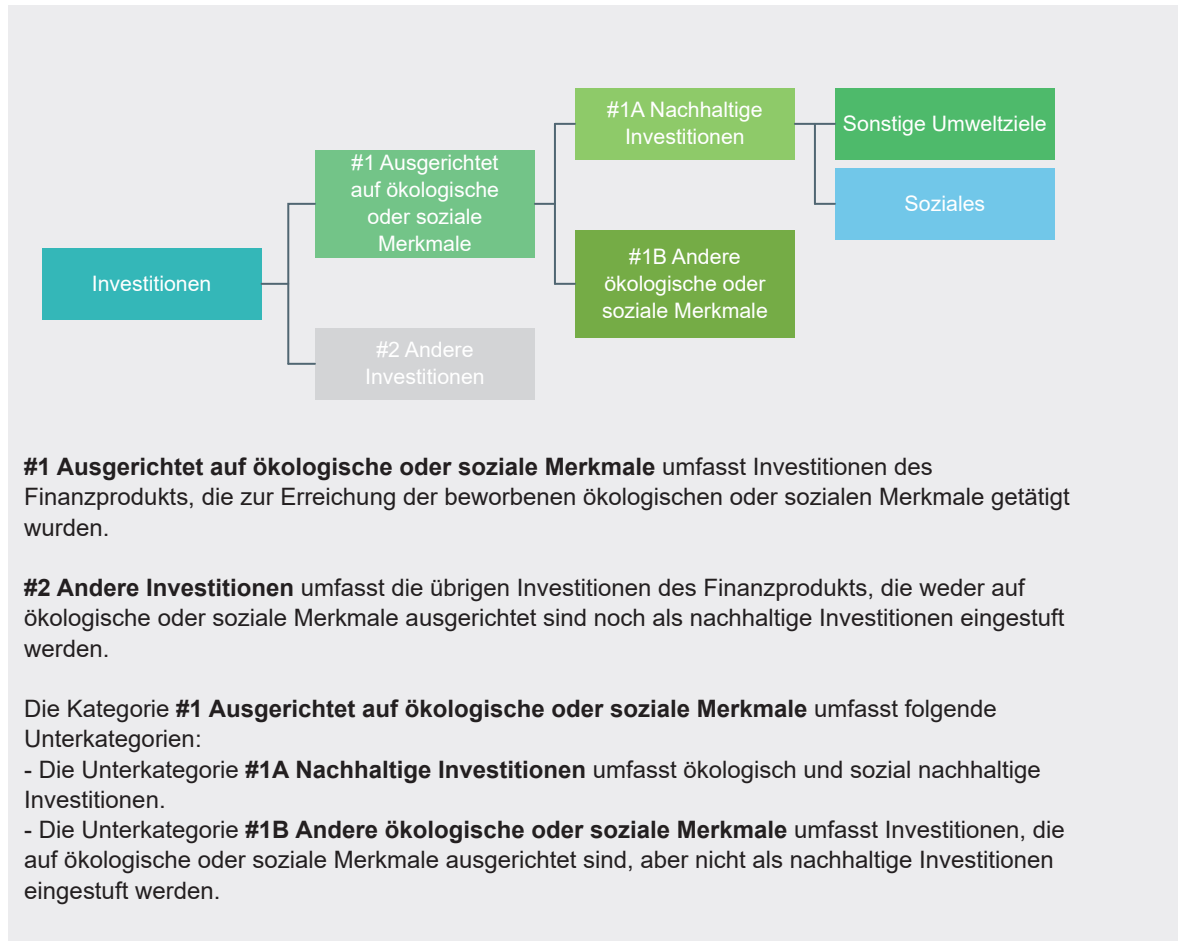 #1A Nachhaltige
Investitionen
Sonstige Umweltziele
#1 Ausgerichtet
auf ökologische
oder soziale
Merkmale
Soziales
Investitionen
#1B Andere
ökologische oder
soziale Merkmale
#2 Andere
Investitionen
#1 Ausgerichtet auf ökologische oder soziale Merkmale umfasst Investitionen des
Finanzprodukts, die zur Erreichung der beworbenen ökologischen oder sozialen Merkmale getätigt
wurden.
#2 Andere Investitionen umfasst die übrigen Investitionen des Finanzprodukts, die weder auf
ökologische oder soziale Merkmale ausgerichtet sind noch als nachhaltige Investitionen eingestuft
werden.
Die Kategorie #1 Ausgerichtet auf ökologische oder soziale Merkmale umfasst folgende
Unterkategorien:
- Die Unterkategorie #1A Nachhaltige Investitionen umfasst ökologisch und sozial nachhaltige
Investitionen.
- Die Unterkategorie #1B Andere ökologische oder soziale Merkmale umfasst Investitionen, die
auf ökologische oder soziale Merkmale ausgerichtet sind, aber nicht als nachhaltige Investitionen
eingestuft werden.